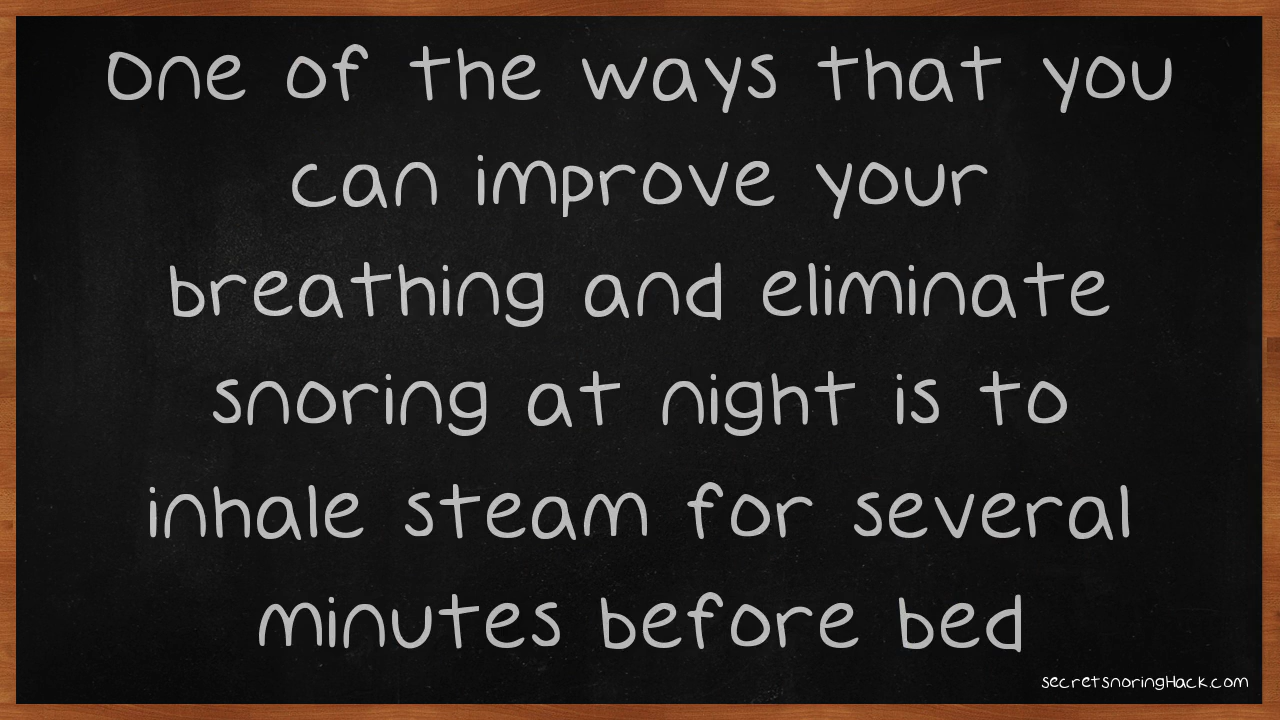 One of the ways that you
can improve your
breathing and eliminate
snoring at night is to
inhale steam for several
minutes before bed
secretsnoringHack.com